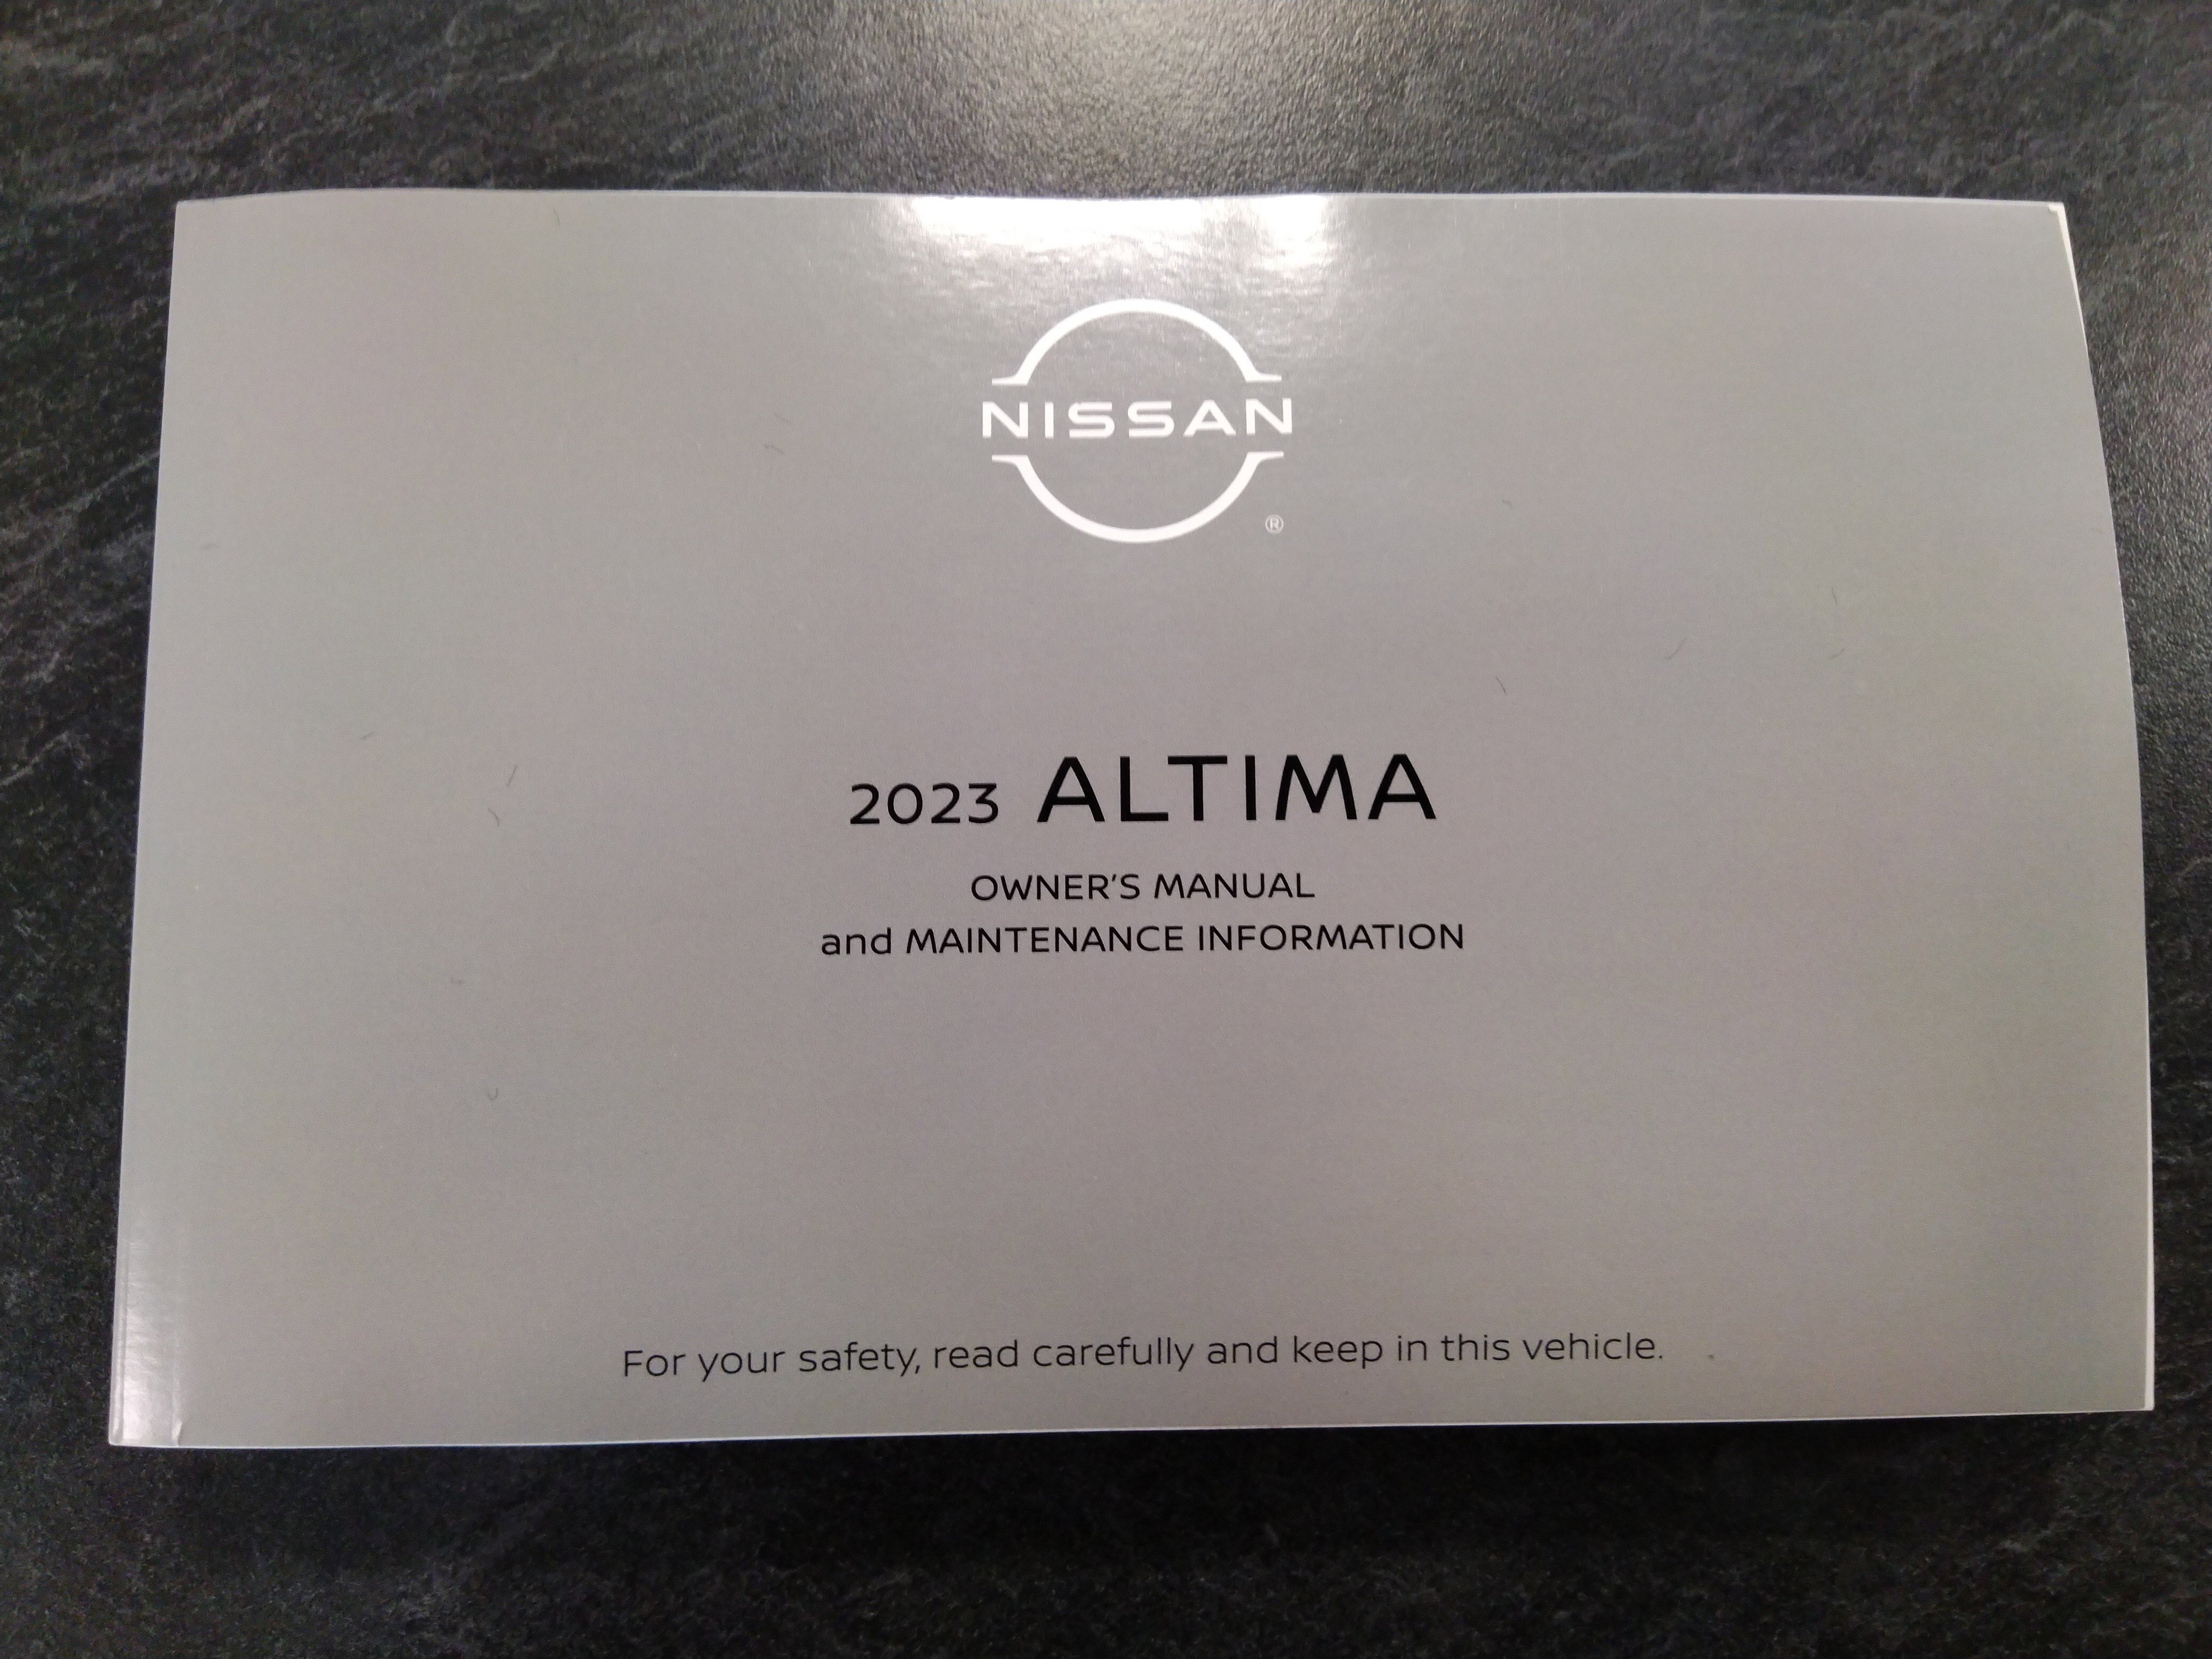 NISSAN
®
2023 ALTIMA
OWNER'S MANUAL
and MAINTENANCE INFORMATION
For your safety, read carefully and keep in this vehicle.